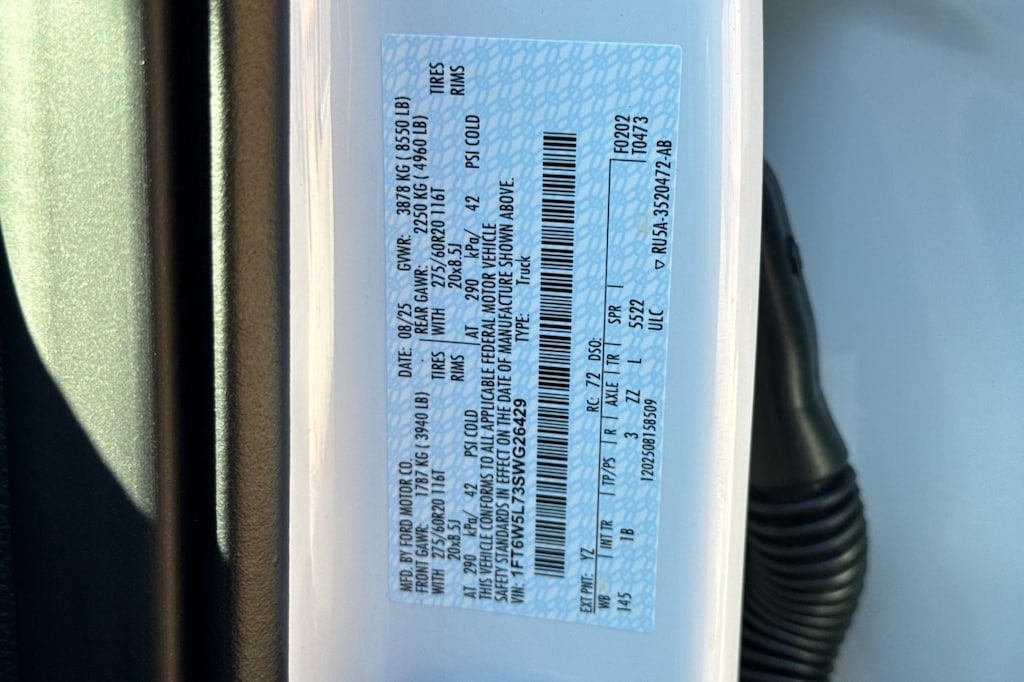 MFD. BY FORD MOTOR CO. DATE: 08/25 GVWR: 3878 KG ( 8550 LB)
FRONT GAWR: 1787 KG ( 3940 LB) REAR GAWR: 2250 KG ( 4960 LB)
WITH 275/60R20 116T TIRES WITH 275/60R20 116T TIRES
20x8.5J RIMS 20x8.5J RIMS
AT 290 kPa/ 42 PSI COLD AT 290 kPa/ 42 PSI COLD
THIS VEHICLE CONFORMS TO ALL APPLICABLE FEDERAL MOTOR VEHICLE
SAFETY STANDARDS IN EFFECT ON THE DATE OF MANUFACTURE SHOWN ABOVE.
VIN: 1FT6W5L73SWG26429 TYPE: Truck
EXT PNT: YZ RC: 72 DSO:
WB INT TR TP/PS R AXLE TR SPR F0202
145 1B 3 ZZ L 5522 T0473
1202508158509 ULC ▽ RU5A-3520472-AB